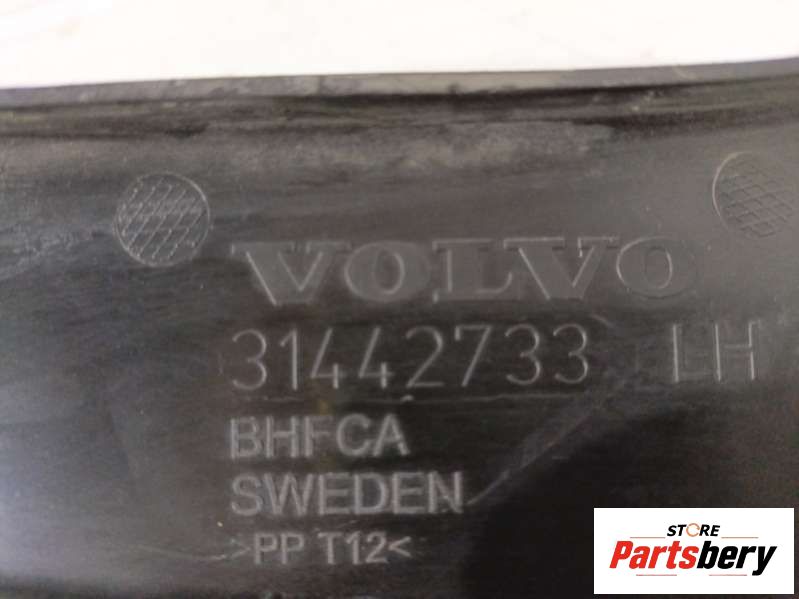 VOLVO
31442733 LH
BHFCA
SWEDEN
>PP T12<
STORE
Partsbery